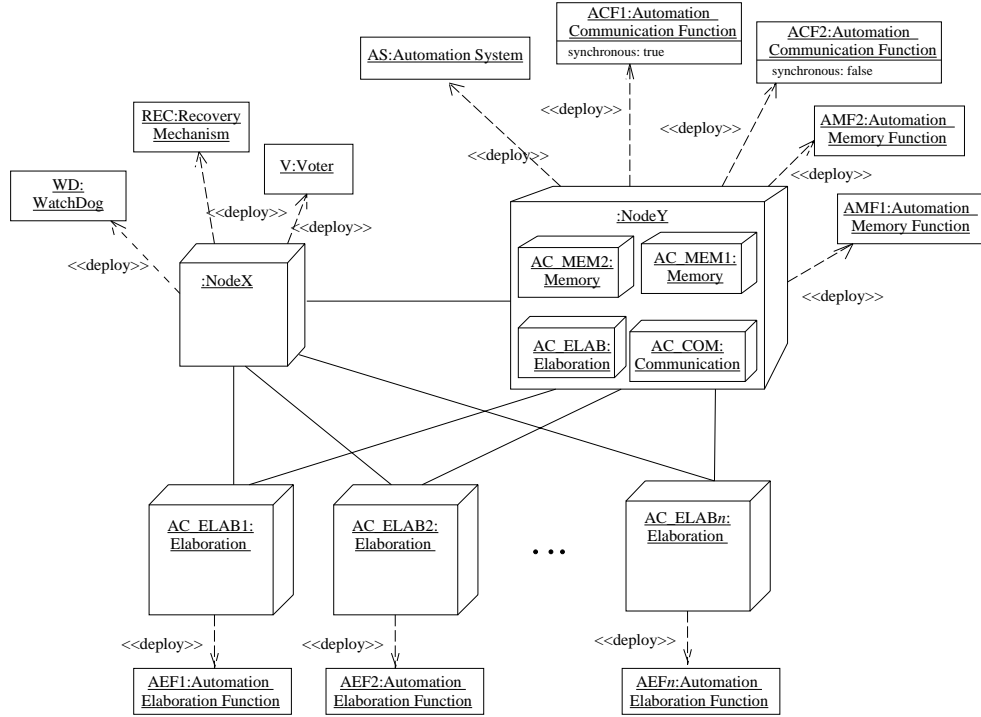 ACF1:Automation
Communication Function
synchronous: true
ACF2:Automation
Communication Function
synchronous: false
AS:Automation System
<<deploy>>
<<deploy>>
<<deploy>>
REC:Recovery
Mechanism
AMF2:Automation
Memory Function
<<deploy>>
V:Voter
WD:
WatchDog
<<deploy>>
<<deploy>>
AMF1:Automation
Memory Function
:NodeY
<<deploy>>
:NodeX
AC_MEM2:
Memory
AC_MEM1:
Memory
<<deploy>>
AC_ELAB:
Elaboration
AC_COM:
Communication
AC_ELAB1:
Elaboration
AC_ELAB2:
Elaboration
...
AC_ELABn:
Elaboration
<<deploy>>
<<deploy>>
<<deploy>>
AEF1:Automation
Elaboration Function
AEF2:Automation
Elaboration Function
AEFn:Automation
Elaboration Function